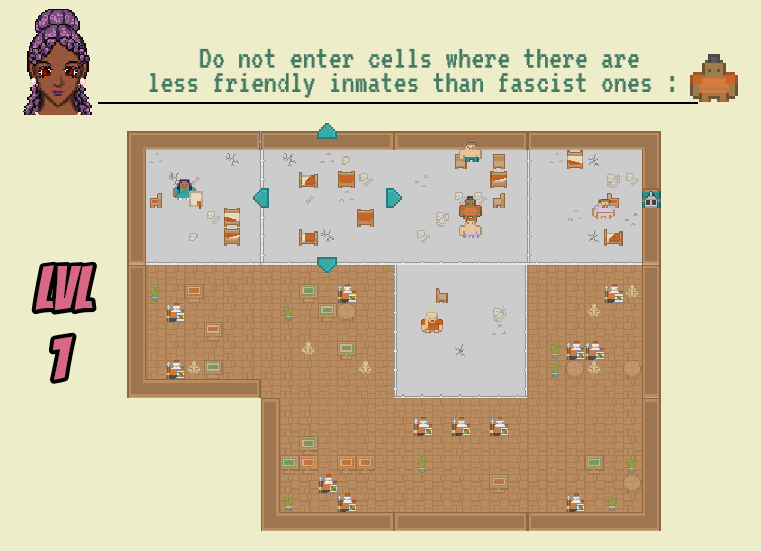 Do not enter cells where there are
less friendly inmates than fascist ones :
LVL
1